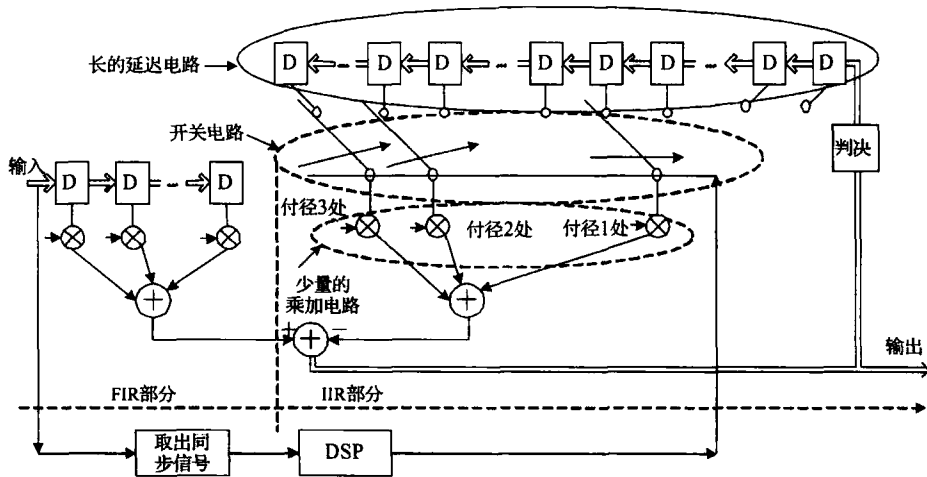 D D D D D D D D
长的延迟电路
开关电路
判决
输入
D D D
付径3处
付径2处
付径1处
少量的
乘加电路
+ + + + −
输出
FIR部分
IIR部分
取出同
步信号
DSP